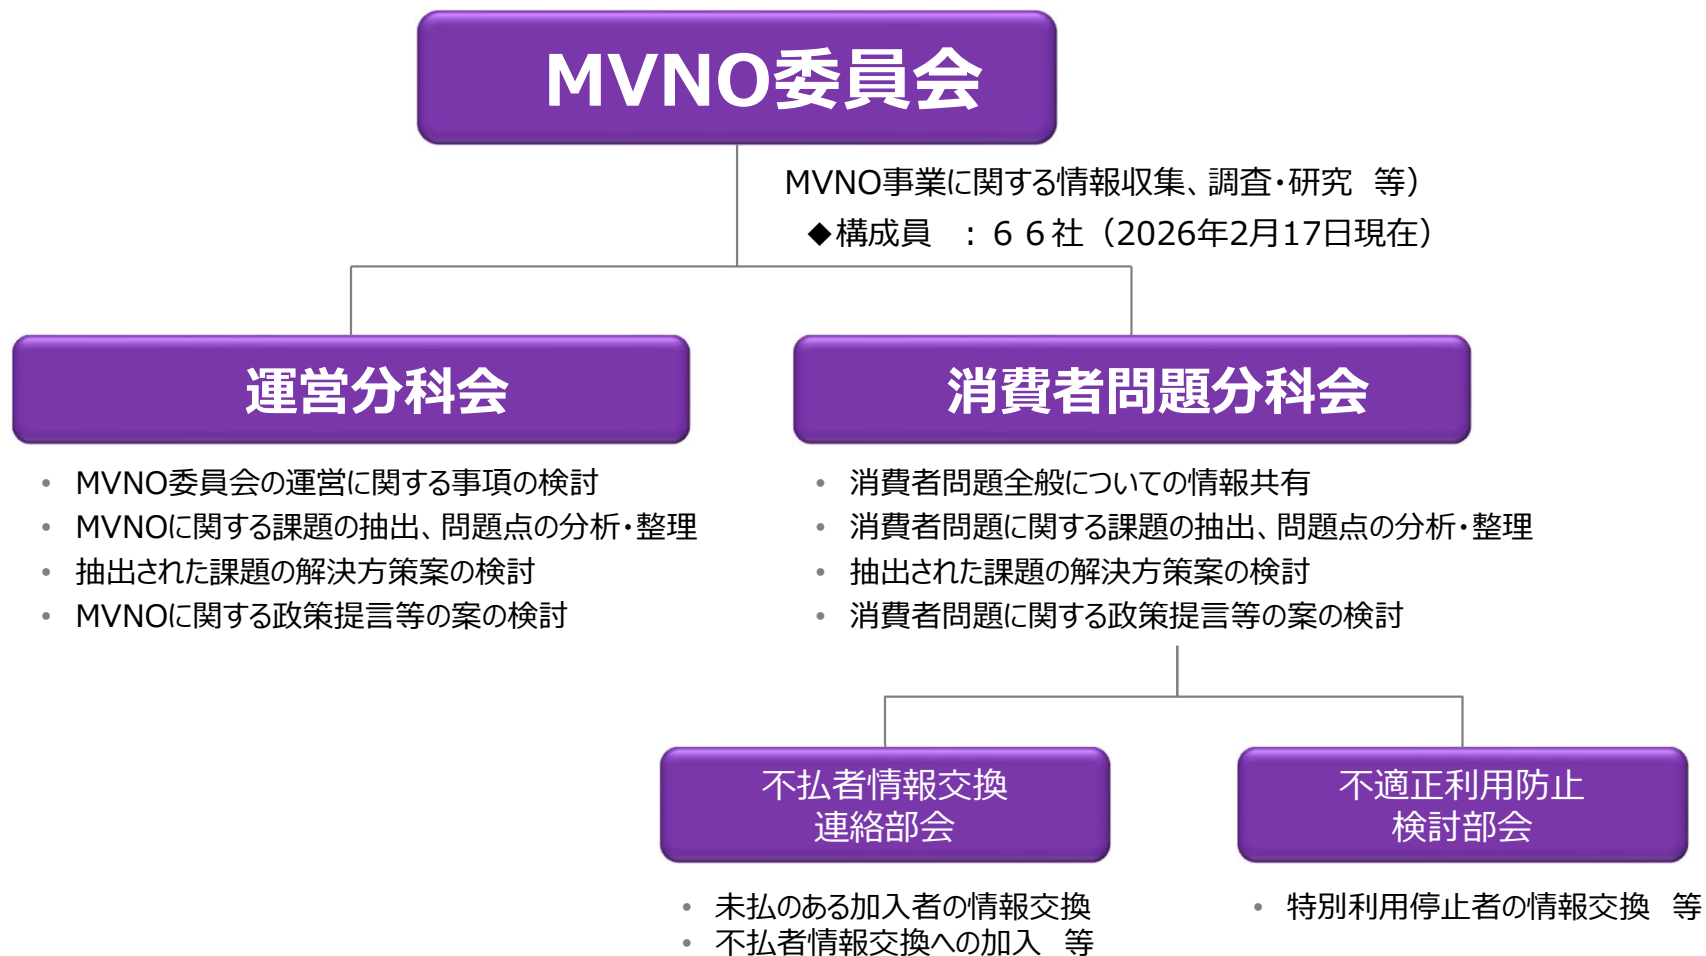 MVNO委員会
MVNO事業に関する情報収集、調査・研究　等）
◆構成員　：６６社（2026年2月17日現在）
運営分科会
• MVNO委員会の運営に関する事項の検討
• MVNOに関する課題の抽出、問題点の分析・整理
• 抽出された課題の解決方策案の検討
• MVNOに関する政策提言等の案の検討
消費者問題分科会
• 消費者問題全般についての情報共有
• 消費者問題に関する課題の抽出、問題点の分析・整理
• 抽出された課題の解決方策案の検討
• 消費者問題に関する政策提言等の案の検討
不払者情報交換
連絡部会
• 未払のある加入者の情報交換
• 不払者情報交換への加入　等
不適正利用防止
検討部会
• 特別利用停止者の情報交換　等